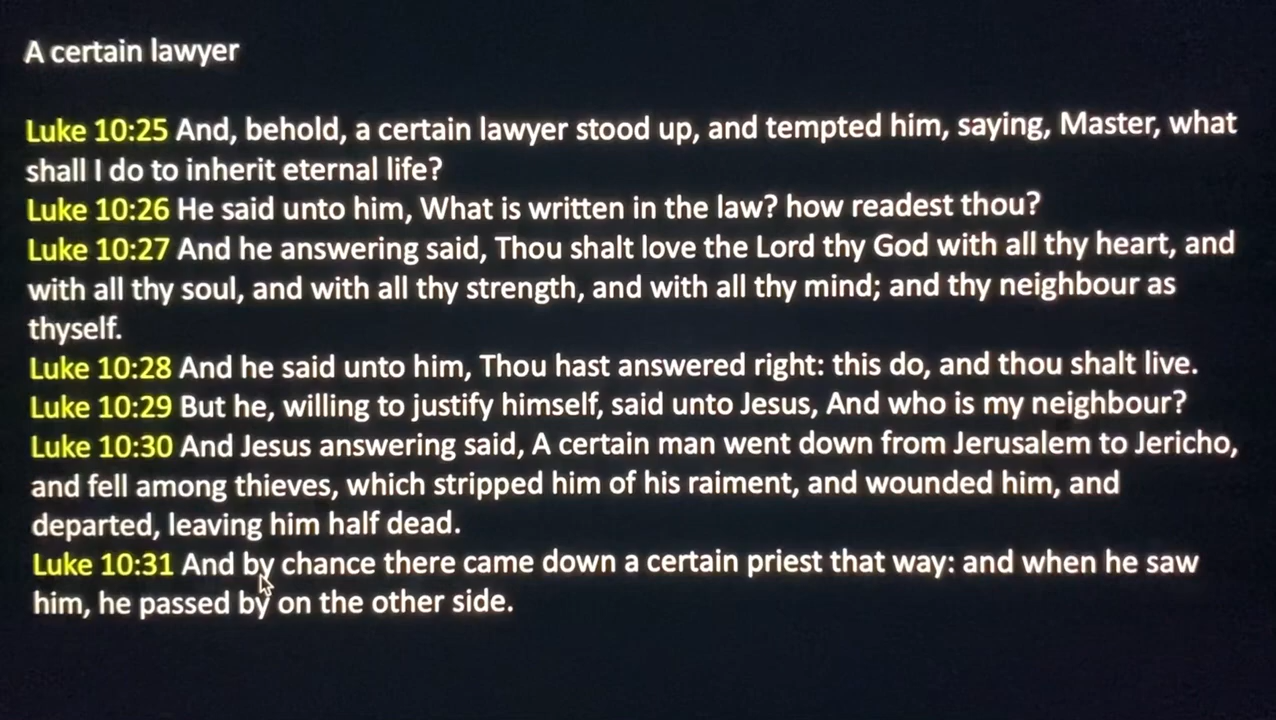 A certain lawyer
Luke 10:25 And, behold, a certain lawyer stood up, and tempted him, saying, Master, what
shall I do to inherit eternal life?
Luke 10:26 He said unto him, What is written in the law? how readest thou?
Luke 10:27 And he answering said, Thou shalt love the Lord thy God with all thy heart, and
with all thy soul, and with all thy strength, and with all thy mind; and thy neighbour as
thyself.
Luke 10:28 And he said unto him, Thou hast answered right: this do, and thou shalt live.
Luke 10:29 But he, willing to justify himself, said unto Jesus, And who is my neighbour?
Luke 10:30 And Jesus answering said, A certain man went down from Jerusalem to Jericho,
and fell among thieves, which stripped him of his raiment, and wounded him, and
departed, leaving him half dead.
Luke 10:31 And by chance there came down a certain priest that way: and when he saw
him, he passed by on the other side.